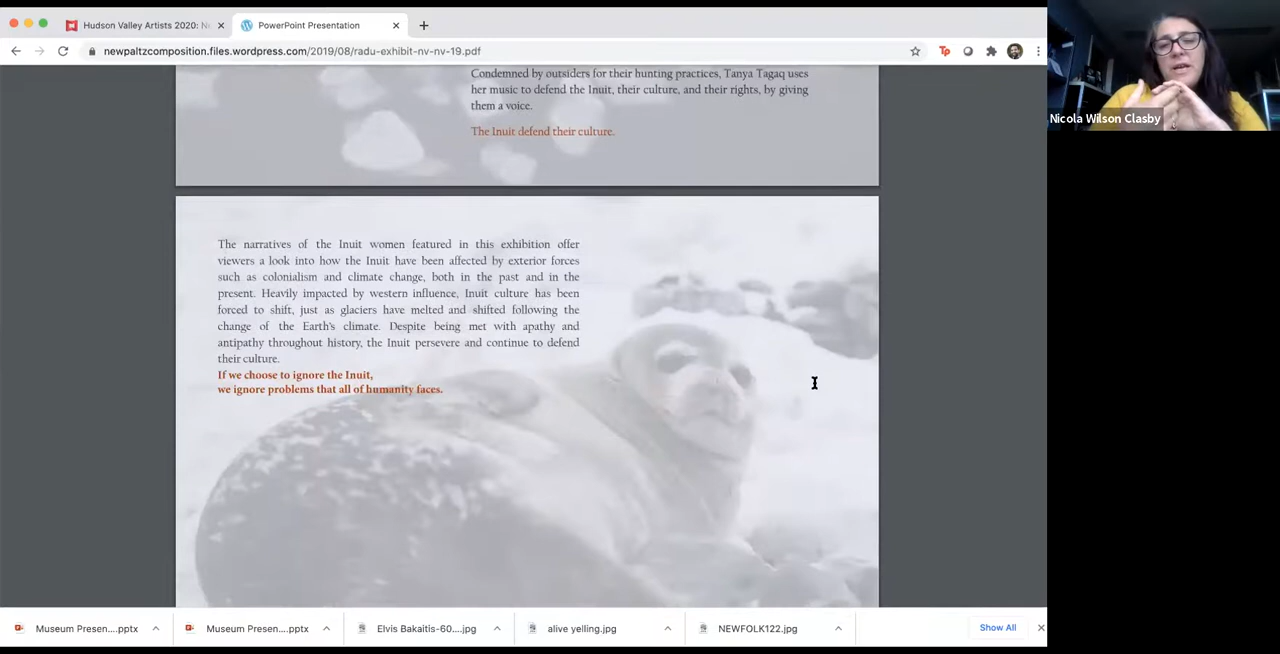 Hudson Valley Artists 2020: N
PowerPoint Presentation
newpaltzcomposition.files.wordpress.com/2019/08/radu-exhibit-nv-nv-19.pdf
Nicola Wilson Clasby
Condemned by outsiders for their hunting practices, Tanya Tagaq uses
her music to defend the Inuit, their culture, and their rights, by giving
them a voice.
The Inuit defend their culture.
The narratives of the Inuit women featured in this exhibition offer
viewers a look into how the Inuit have been affected by exterior forces
such as colonialism and climate change, both in the past and in the
present. Heavily impacted by western influence, Inuit culture has been
forced to shift, just as glaciers have melted and shifted following the
change of the Earth's climate. Despite being met with apathy and
antipathy throughout history, the Inuit persevere and continue to defend
their culture.
If we choose to ignore the Inuit,
we ignore problems that all of humanity faces.
Museum Presen....pptx
Museum Presen....pptx
Elvis Bakaitis-60....jpg
alive yelling.jpg
NEWFOLK122.jpg
Show All